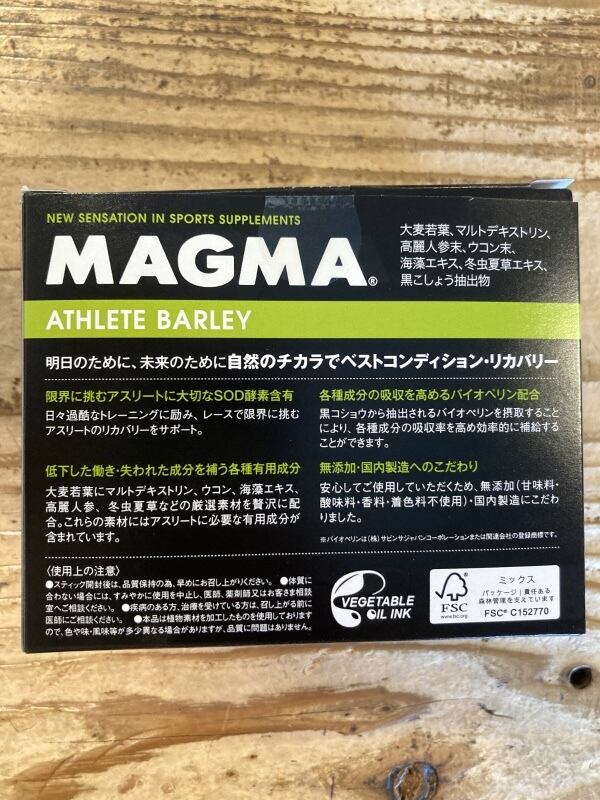 NEW SENSATION IN SPORTS SUPPLEMENTS
MAGMA®
大麦若葉、マルトデキストリン、
高麗人参末、ウコン末、
海藻エキス、冬虫夏草エキス、
黒こしょう抽出物
ATHLETE BARLEY
明日のために、未来のために自然のチカラでベストコンディション・リカバリー
限界に挑むアスリートに大切なSOD酵素含有
日々過酷なトレーニングに励み、レースで限界に挑む
アスリートのリカバリーをサポート。
各種成分の吸収を高めるバイオペリン配合
黒コショウから抽出されるバイオペリンを摂取すること
により、各種成分の吸収率を高め効率的に補給する
ことができます。
低下した働き・失われた成分を補う各種有用成分
大麦若葉にマルトデキストリン、ウコン、海藻エキス、
高麗人参、冬虫夏草などの厳選素材を贅沢に配
合。これらの素材にはアスリートに必要な有用成分が
含まれています。
無添加・国内製造へのこだわり
安心してご使用していただくため、無添加(甘味料・
酸味料・香料・着色料不使用)・国内製造にこだわ
りました。
※バイオペリンは(株)サビンサジャパンコーポレーションまたは関連会社の登録商標です。
〈使用上の注意〉
●スティック開封後は、品質保持の為、早めにお召し上がりください。 ●体質に
合わない場合には、すみやかに使用を中止し、医師、薬剤師又はお客さま相談
室へご相談ください。 ●疾病のある方、治療を受けている方は、召し上がる前に
医師にご相談ください。 ●本品は植物素材を加工したものを使用しております
ので、色や味・風味等が多少異なる場合がありますが、品質に問題はありません。
VEGETABLE
OIL INK
FSC
www.fsc.org
ミックス
パッケージ|責任ある
森林管理を支えています
FSC® C152770